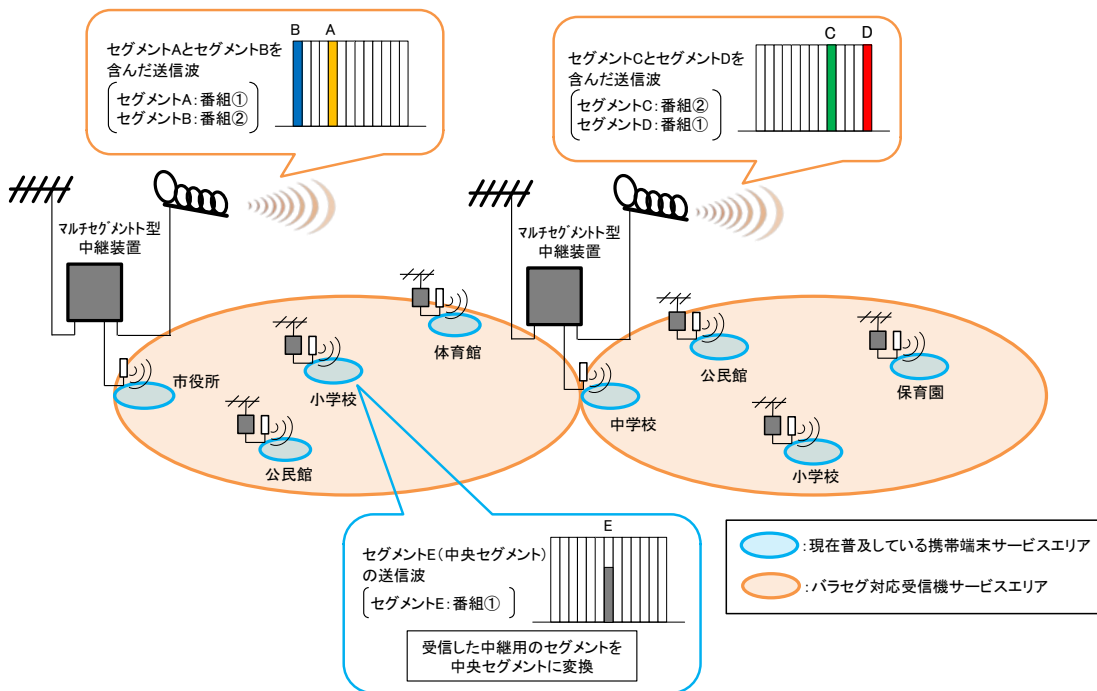 B A
セグメントAとセグメントBを
含んだ送信波
セグメントA：番組①
セグメントB：番組②
C D
セグメントCとセグメントDを
含んだ送信波
セグメントC：番組②
セグメントD：番組①
マルチセグメントト型
中継装置
マルチセグメントト型
中継装置
体育館
市役所
小学校
公民館
公民館
保育園
中学校
小学校
E
セグメントE（中央セグメント）
の送信波
セグメントE：番組①
受信した中継用のセグメントを
中央セグメントに変換
：現在普及している携帯端末サービスエリア
：バラセグ対応受信機サービスエリア